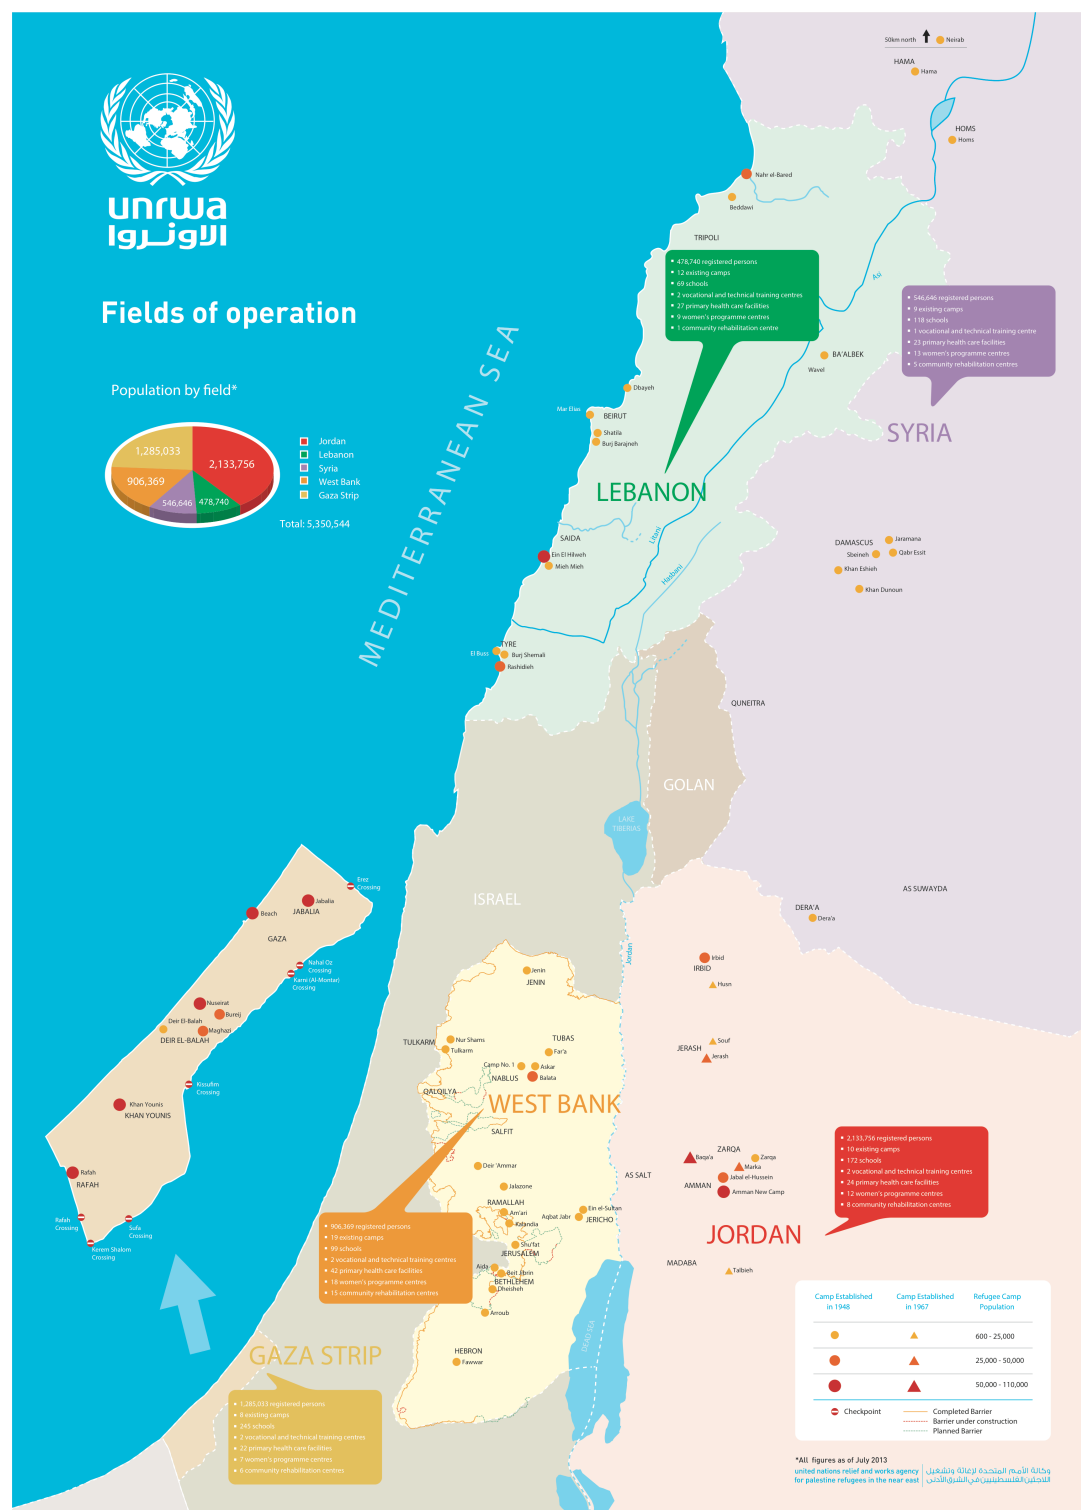 50km north
Neirab
HAMA
Hama
HOMS
Homs
unrwa
الاونروا
Nahr el-Bared
Beddawi
TRIPOLI
Fields of operation
478,740 registered persons
12 existing camps
69 schools
2 vocational and technical training centres
27 primary health care facilities
9 women's programme centres
1 community rehabilitation centre
Asi
546,646 registered persons
9 existing camps
118 schools
1 vocational and technical training centre
23 primary health care facilities
13 women's programme centres
5 community rehabilitation centres
SYRIA
MEDITERRANEAN SEA
BA'ALBEK
Wavel
Population by field*
1,285,033
2,133,756
906,369
546,646
478,740
Jordan
Lebanon
Syria
West Bank
Gaza Strip
Total: 5,350,544
Dbayeh
Mar Elias
BEIRUT
Shatila
Burj Barajneh
LEBANON
SAIDA
Ein El Hilweh
Mieh Mieh
Litani
Hasbani
DAMASCUS
Jaramana
Sbeineh
Qabr Essit
Khan Eshieh
Khan Dunoun
TYRE
El Buss
Burj Shemali
Rashidieh
QUNEITRA
GOLAN
LAKE
TIBERIAS
ISRAEL
AS SUWAYDA
DERA'A
Dera'a
Erez
Crossing
Jabalia
JABALIA
Beach
GAZA
Nahal Oz
Crossing
Karni (Al-Montar)
Crossing
Nuseirat
Bureij
Deir El-Balah
Maghazi
DEIR EL-BALAH
Kissufim
Crossing
Khan Younis
KHAN YOUNIS
Rafah
RAFAH
Rafah
Crossing
Sufa
Crossing
Kerem Shalom
Crossing
Jordan
Jenin
JENIN
TULKARM
Nur Shams
Tulkarm
TUBAS
Far'a
Camp No. 1
Askar
NABLUS
Balata
QALQILYA
WEST BANK
SALFIT
Deir 'Ammar
Jalazone
RAMALLAH
Am'ari
Kalandia
Ein el-Sultan
Aqbat Jabr
JERICHO
Shu'fat
JERUSALEM
Aida
Beit Jibrin
BETHLEHEM
Dheisheh
Arroub
HEBRON
Fawwar
DEAD SEA
906,369 registered persons
19 existing camps
99 schools
2 vocational and technical training centres
42 primary health care facilities
18 women's programme centres
15 community rehabilitation centres
Irbid
IRBID
Husn
Souf
JERASH
Jerash
ZARQA
Baqa'a
Zarqa
Marka
Jabal el-Hussein
AMMAN
Amman New Camp
AS SALT
JORDAN
MADABA
Talbieh
2,133,756 registered persons
10 existing camps
172 schools
2 vocational and technical training centres
24 primary health care facilities
12 women's programme centres
8 community rehabilitation centres
GAZA STRIP
1,285,033 registered persons
8 existing camps
245 schools
2 vocational and technical training centres
22 primary health care facilities
7 women's programme centres
6 community rehabilitation centres
Camp Established
in 1948
Camp Established
in 1967
Refugee Camp
Population
600 - 25,000
25,000 - 50,000
50,000 - 110,000
Checkpoint
Completed Barrier
Barrier under construction
Planned Barrier
*All figures as of July 2013
united nations relief and works agency
for palestine refugees in the near east
وكالة الأمم المتحدة لإغاثة وتشغيل
اللاجئين الفلسطينيين في الشرق الأدنى